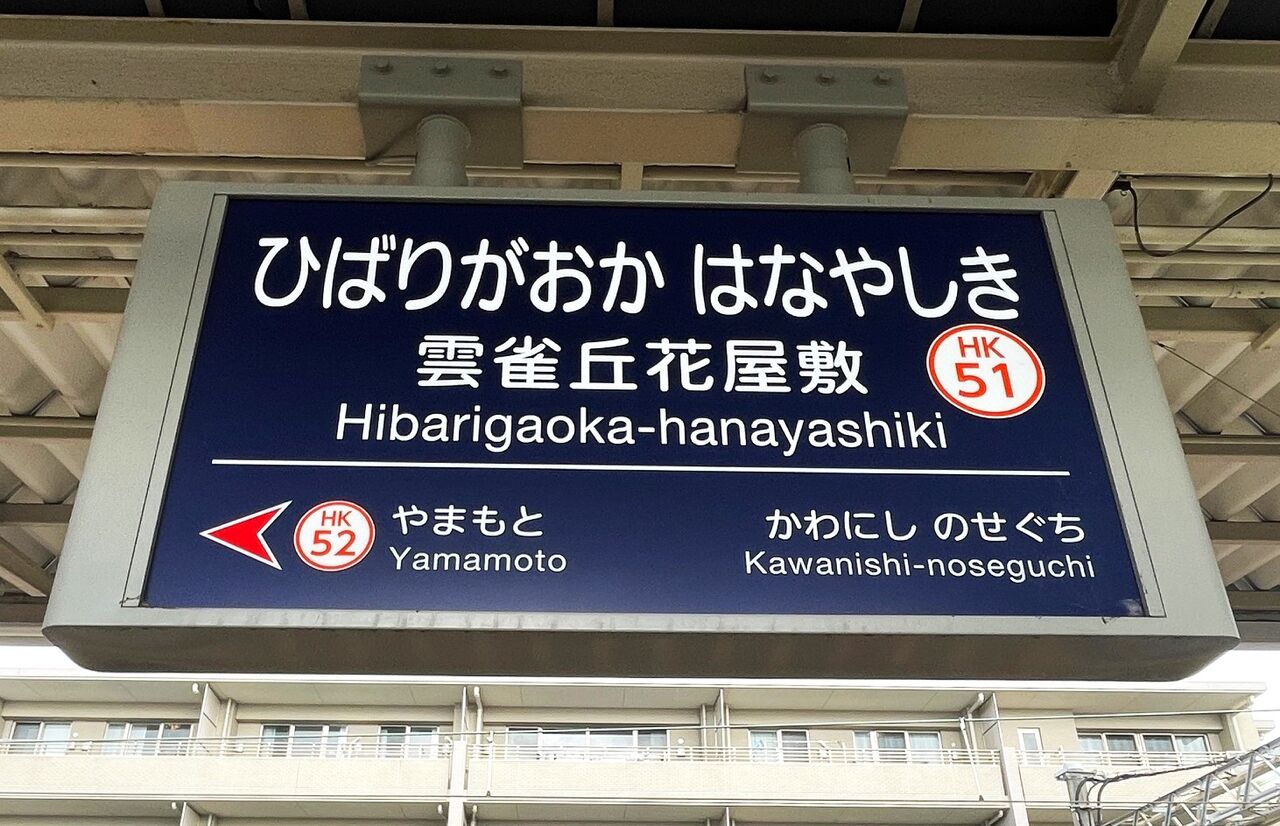 ひばりがおか はなやしき
雲雀丘花屋敷
HK
51
Hibarigaoka-hanayashiki
HK
52
やまもと
Yamamoto
かわにし のせぐち
Kawanishi-noseguchi